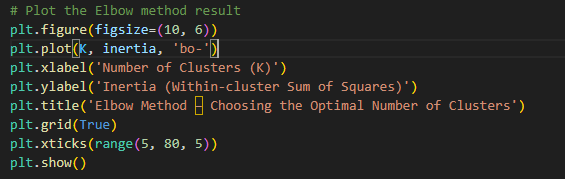 # Plot the Elbow method result
plt.figure(figsize=(10, 6))
plt.plot(K, inertia, 'bo-')
plt.xlabel('Number of Clusters (K)')
plt.ylabel('Inertia (Within-cluster Sum of Squares)')
plt.title('Elbow Method – Choosing the Optimal Number of Clusters')
plt.grid(True)
plt.xticks(range(5, 80, 5))
plt.show()